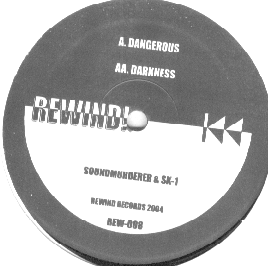 A. DANGEROUS
AA. DARKNESS
REWIND!
SOUNDMURDERER & SK-1
REWIND RECORDS 2004